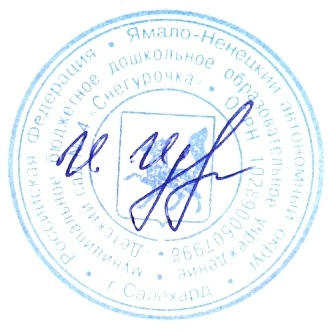 Российская Федерация • Ямало-Ненецкий автономный округ •
г. Салехард •
муниципальное бюджетное дошкольное образовательное учреждение •
Детский сад «Снегурочка» • ОГРН 1028900507998 •